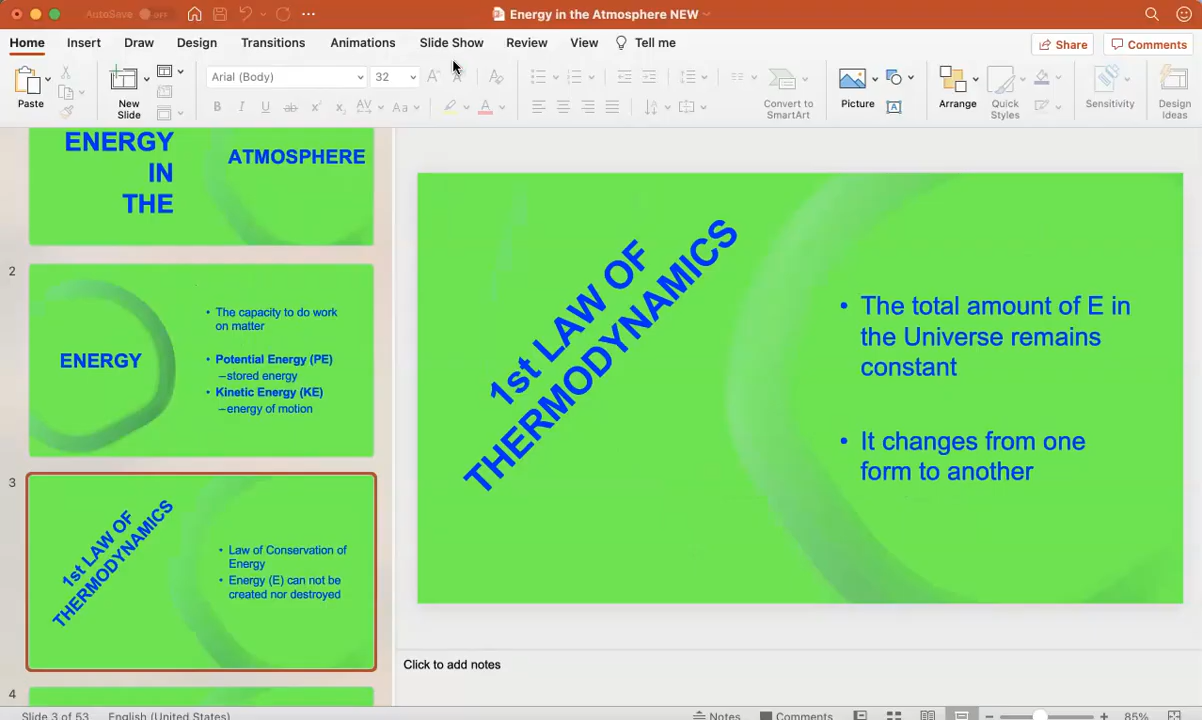 AutoSave OFF
Energy in the Atmosphere NEW
Home Insert Draw Design Transitions Animations Slide Show Review View Tell me
Share Comments
Paste
New
Slide
Arial (Body) 32
Convert to
SmartArt
Picture
Arrange
Quick
Styles
Sensitivity
Design
Ideas
ENERGY
IN
THE
ATMOSPHERE
2
ENERGY
• The capacity to do work
on matter
• Potential Energy (PE)
–stored energy
• Kinetic Energy (KE)
–energy of motion
3
1st LAW OF
THERMODYNAMICS
• Law of Conservation of
Energy
• Energy (E) can not be
created nor destroyed
4
1st LAW OF
THERMODYNAMICS
• The total amount of E in
the Universe remains
constant
• It changes from one
form to another
Click to add notes
Slide 3 of 53 English (United States) Notes Comments 85%